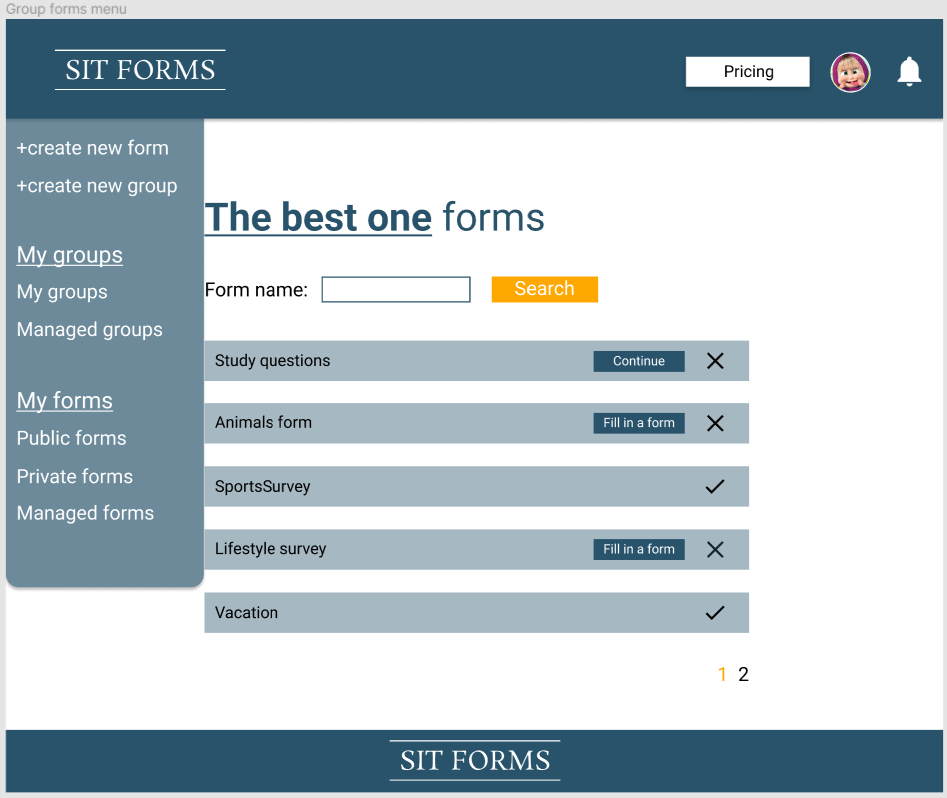 Group forms menu
SIT FORMS
Pricing
+create new form
+create new group
My groups
My groups
Managed groups
My forms
Public forms
Private forms
Managed forms
The best one forms
Form name:
Search
Study questions
Continue
Animals form
Fill in a form
SportsSurvey
Lifestyle survey
Fill in a form
Vacation
1 2
SIT FORMS